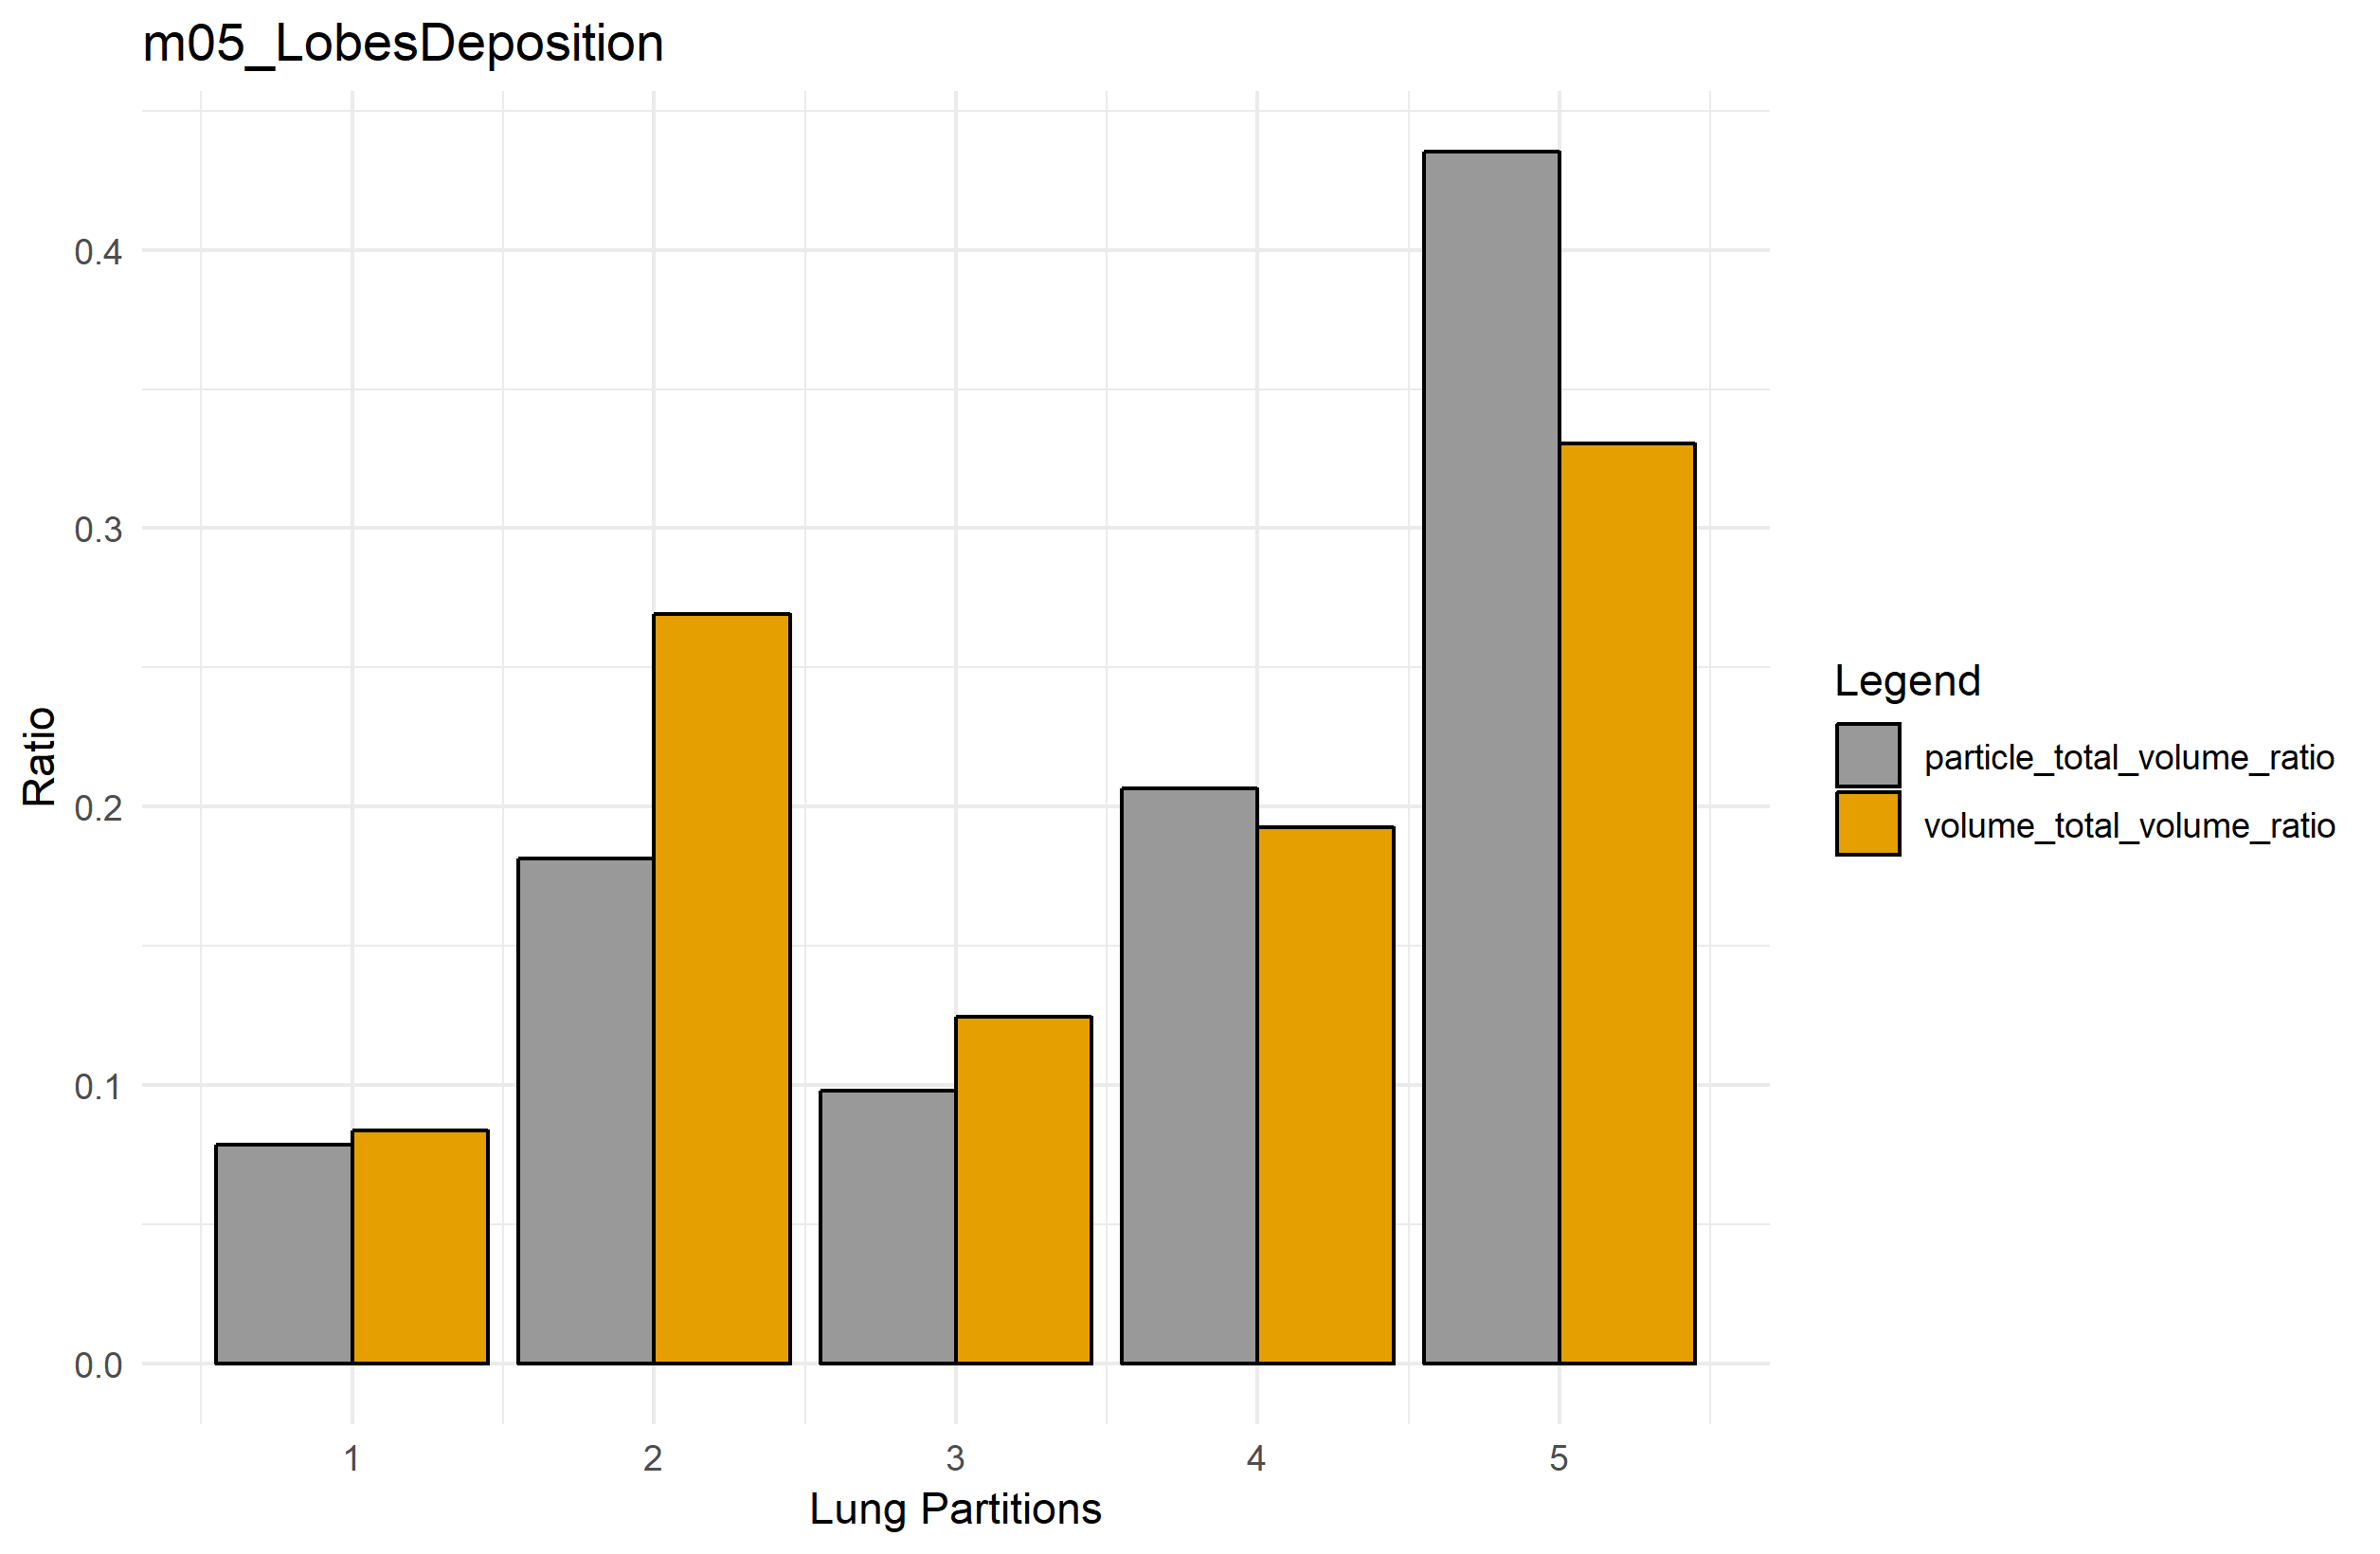 m05_LobesDeposition
Ratio
0.4
0.3
0.2
0.1
0.0
1 2 3 4 5
Lung Partitions
Legend
particle_total_volume_ratio
volume_total_volume_ratio